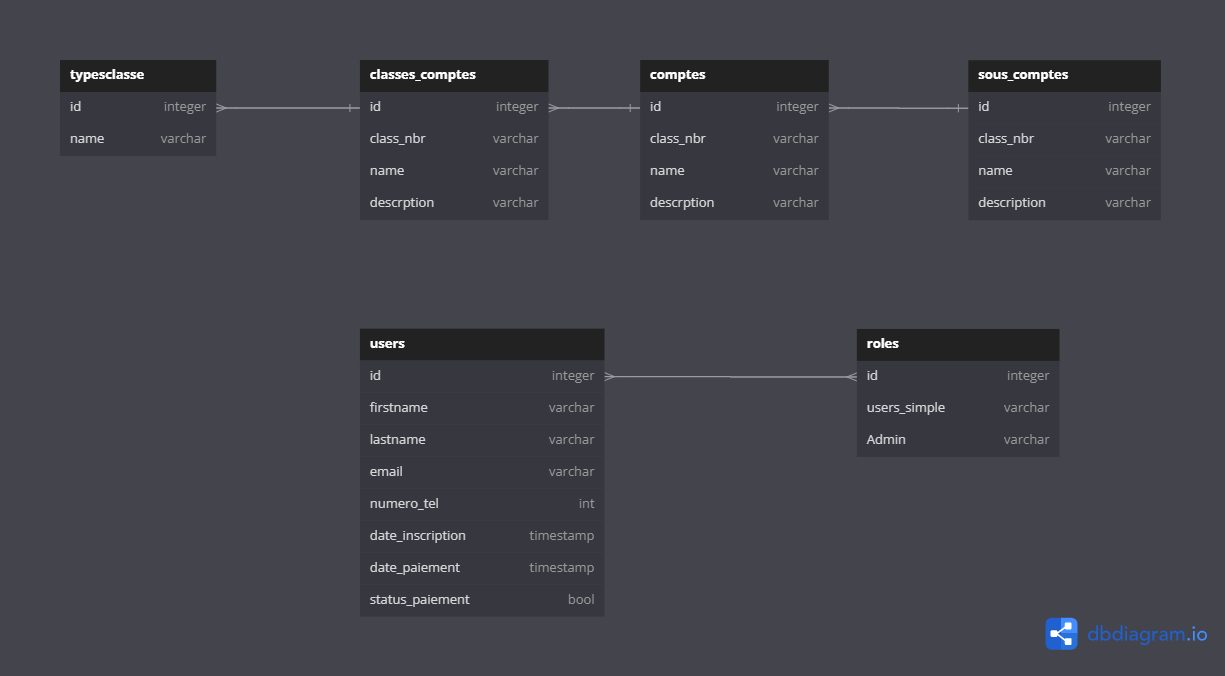 typesclasse
id integer
name varchar
classes_comptes
id integer
class_nbr varchar
name varchar
descrption varchar
comptes
id integer
class_nbr varchar
name varchar
descrption varchar
sous_comptes
id integer
class_nbr varchar
name varchar
description varchar
users
id integer
firstname varchar
lastname varchar
email varchar
numero_tel int
date_inscription timestamp
date_paiement timestamp
status_paiement bool
roles
id integer
users_simple varchar
Admin varchar
dbdiagram.io